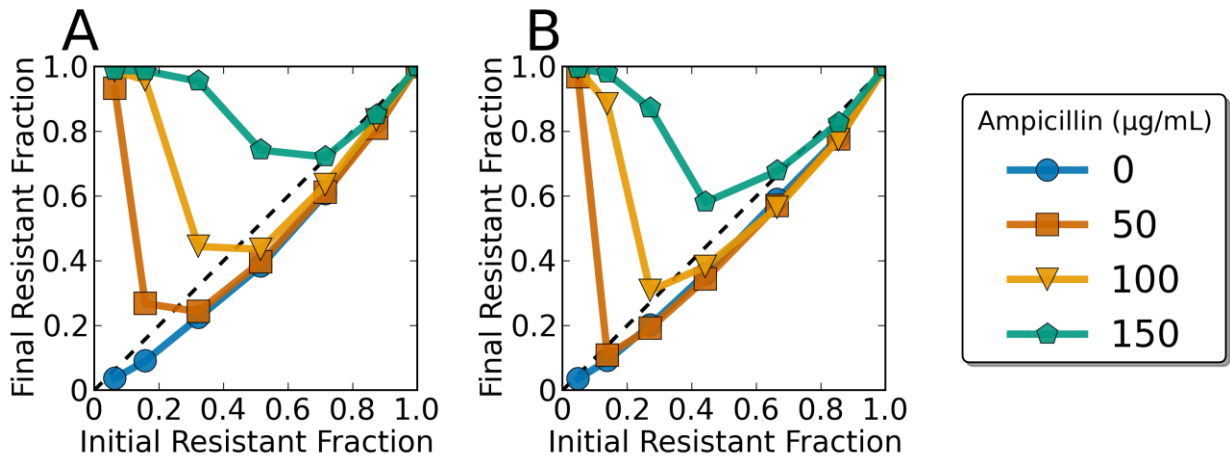 A
Final Resistant Fraction
1.0
0.8
0.6
0.4
0.2
0
0 0.2 0.4 0.6 0.8 1.0
Initial Resistant Fraction
B
Final Resistant Fraction
1.0
0.8
0.6
0.4
0.2
0
0 0.2 0.4 0.6 0.8 1.0
Initial Resistant Fraction
Ampicillin (μg/mL)
0
50
100
150